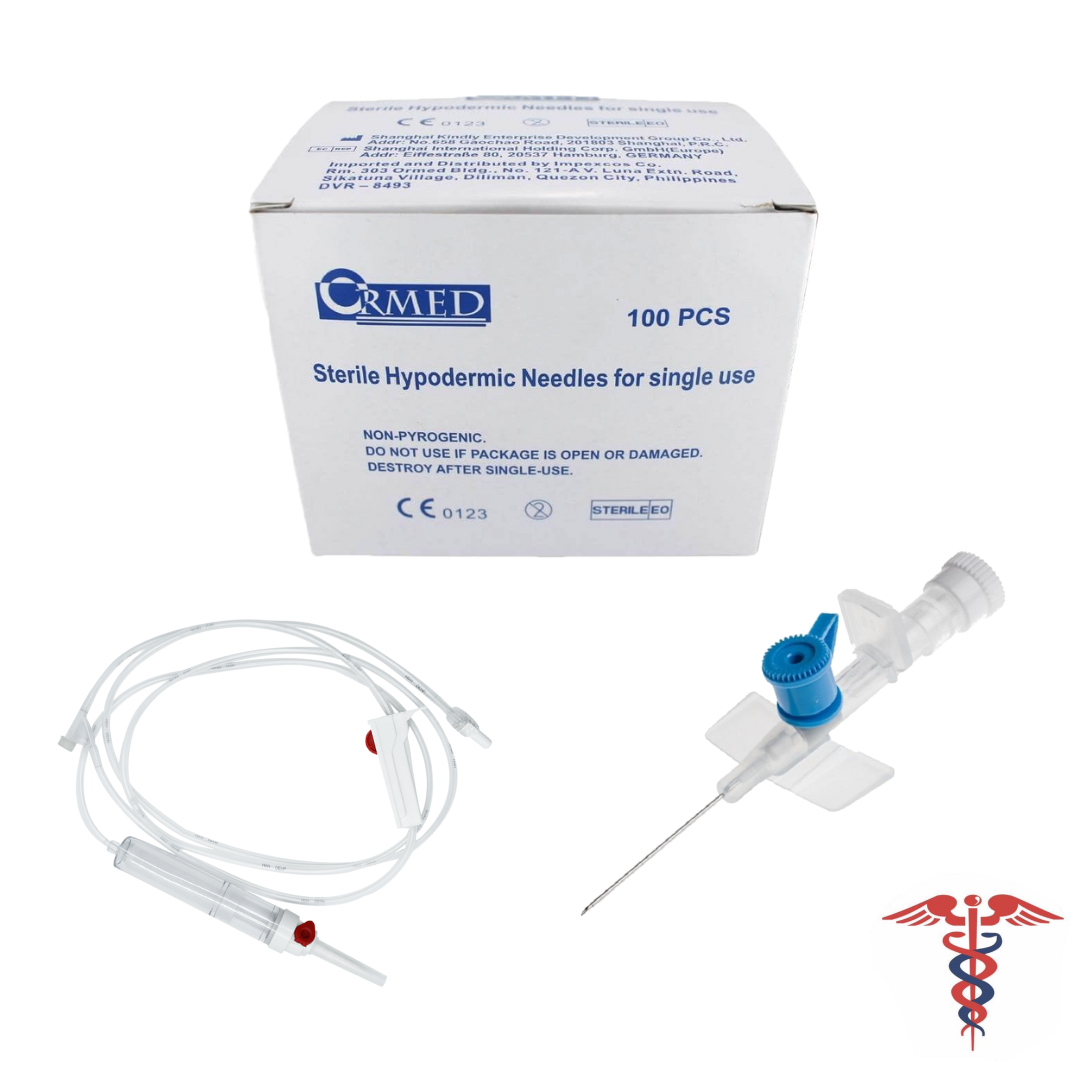 Sterile Hypodermic Needles for single use
CE 0123 2 STERILE EO
Shanghai Kindly Enterprise Development Group Co., Ltd.
Addr: No.658 Gaochao Road, 201803 Shanghai, P.R.C.
EC REP Shanghai International Holding Corp. GmbH(Europe)
Addr: Eiffestraße 80, 20537 Hamburg, GERMANY
Imported and Distributed by Impexcos Co.
Rm. 303 Ormed Bldg., No. 121-A V. Luna Extn. Road,
Sikatuna Village, Diliman, Quezon City, Philippines
DVR – 8493
ORMED
100 PCS
Sterile Hypodermic Needles for single use
NON-PYROGENIC.
DO NOT USE IF PACKAGE IS OPEN OR DAMAGED.
DESTROY AFTER SINGLE-USE.
CE 0123 2 STERILE EO